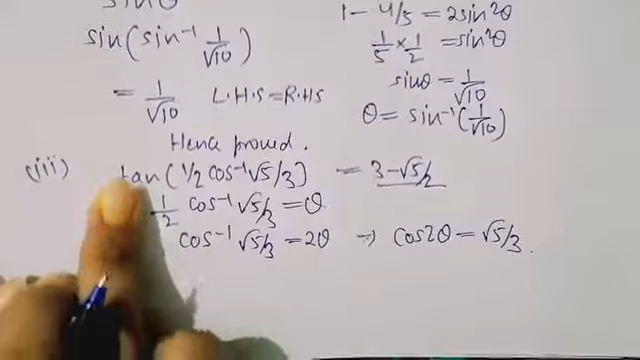 sin θ
sin(sin⁻¹ 1/√10)
= 1/√10 L.H.S = R.H.S
Hence proved.
1 - 4/5 = 2sin²θ
1/5 × 1/2 = sin²θ
sinθ = 1/√10
θ = sin⁻¹(1/√10)
(iii) tan(1/2 cos⁻¹ √5/3) = 3-√5/2
1/2 cos⁻¹ √5/3 = θ
cos⁻¹ √5/3 = 2θ → cos2θ = √5/3.